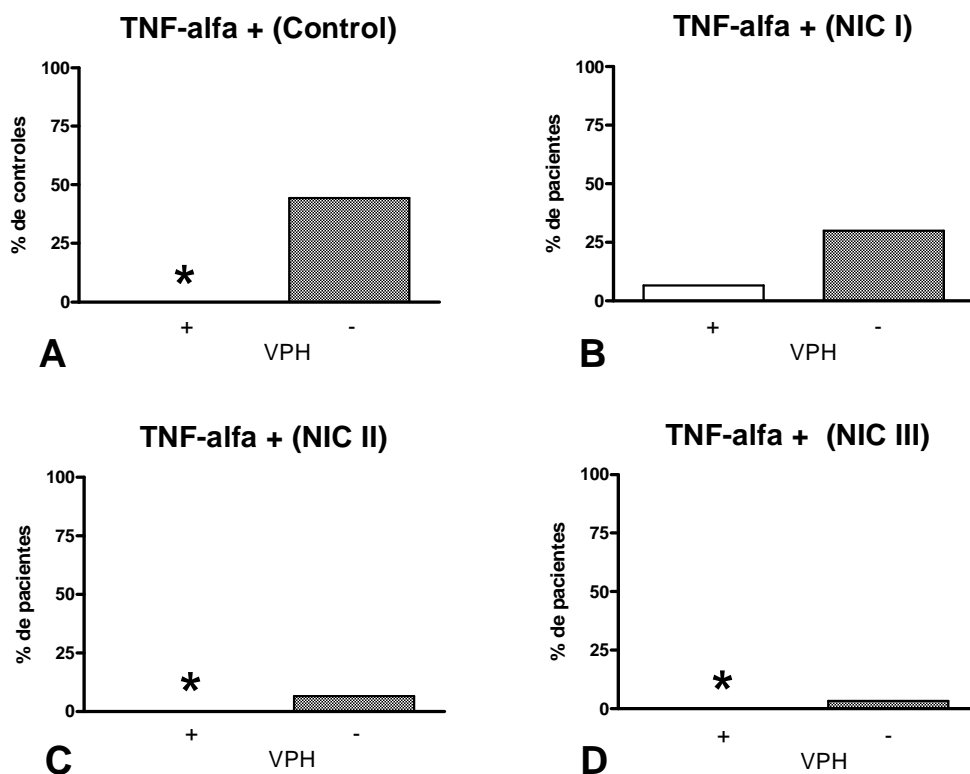 TNF-alfa + (Control)
% de controles
100
75
50
25
0
*
+ -
VPH
A
TNF-alfa + (NIC I)
% de pacientes
100
75
50
25
0
+ -
VPH
B
TNF-alfa + (NIC II)
% de pacientes
100
75
50
25
0
*
+ -
VPH
C
TNF-alfa + (NIC III)
% de pacientes
100
75
50
25
0
*
+ -
VPH
D